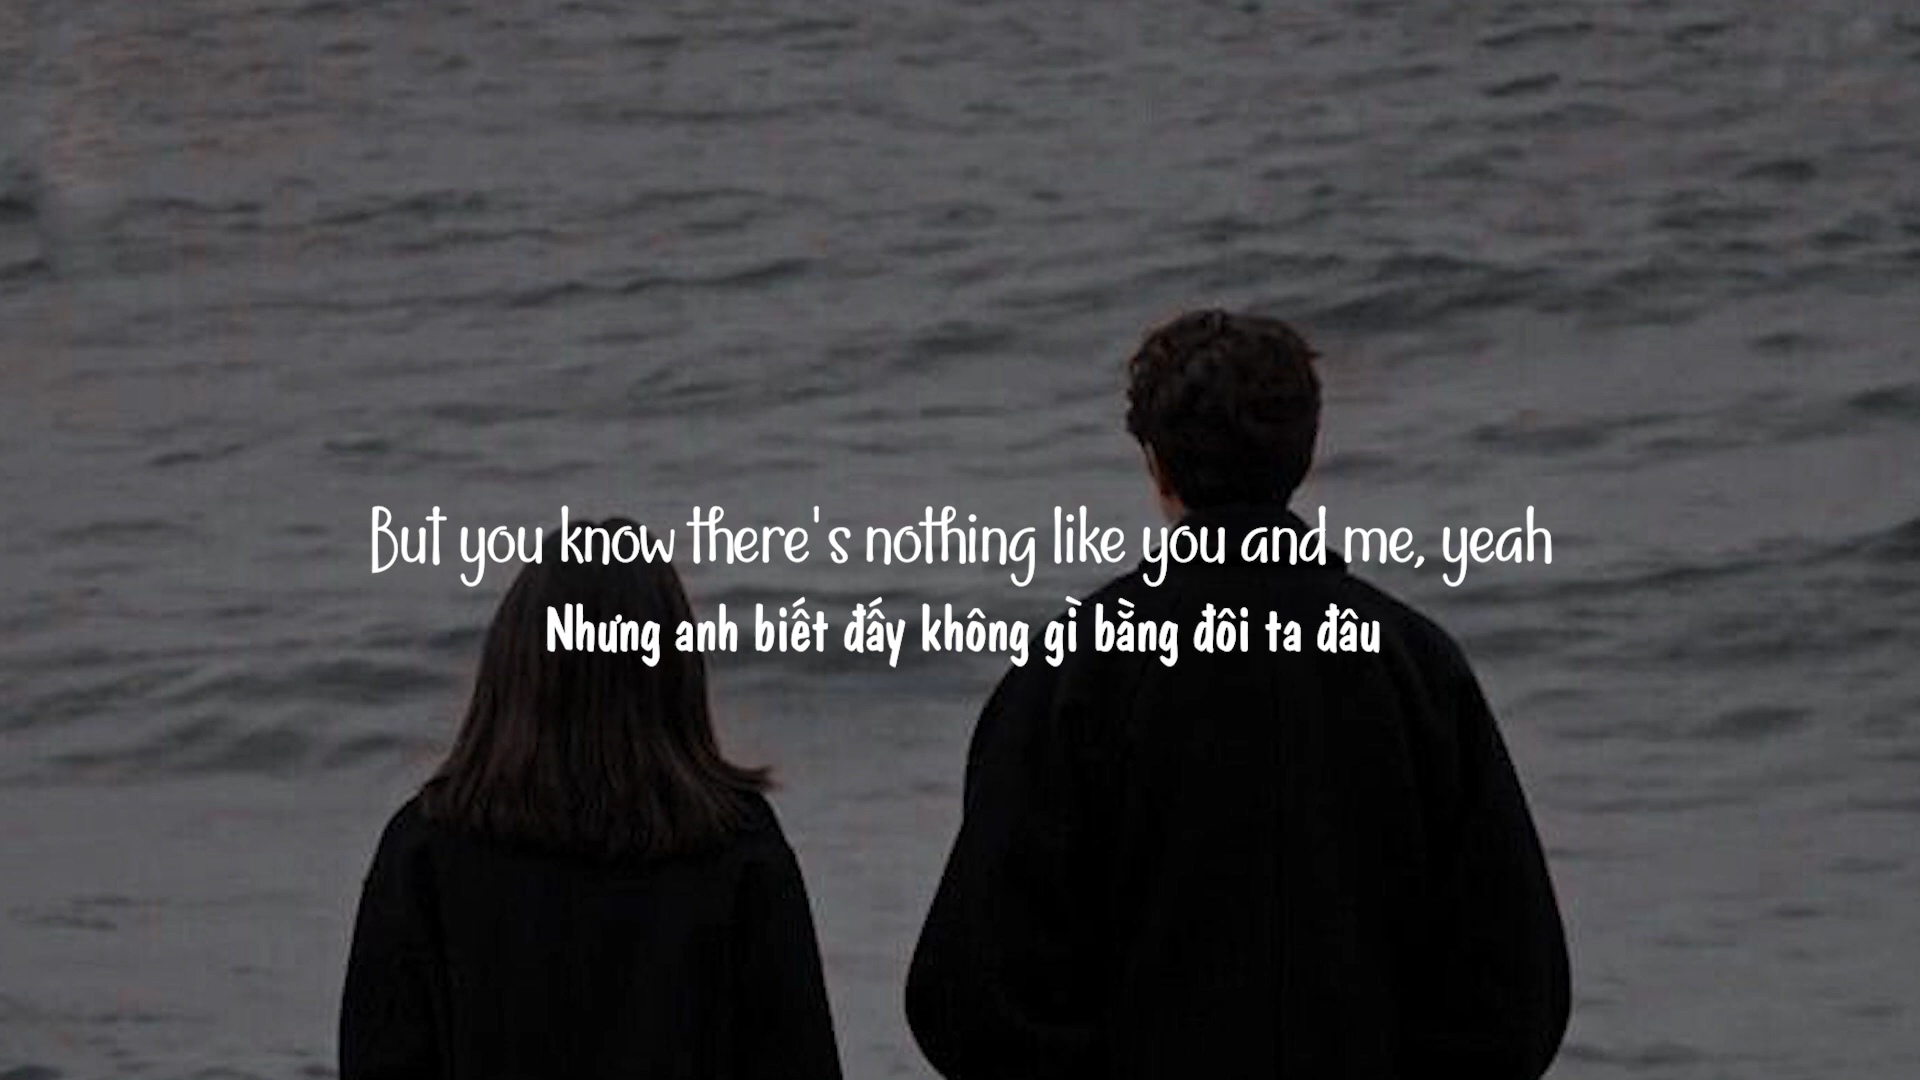 But you know there's nothing like you and me, yeah
Nhưng anh biết đấy không gì bằng đôi ta đâu